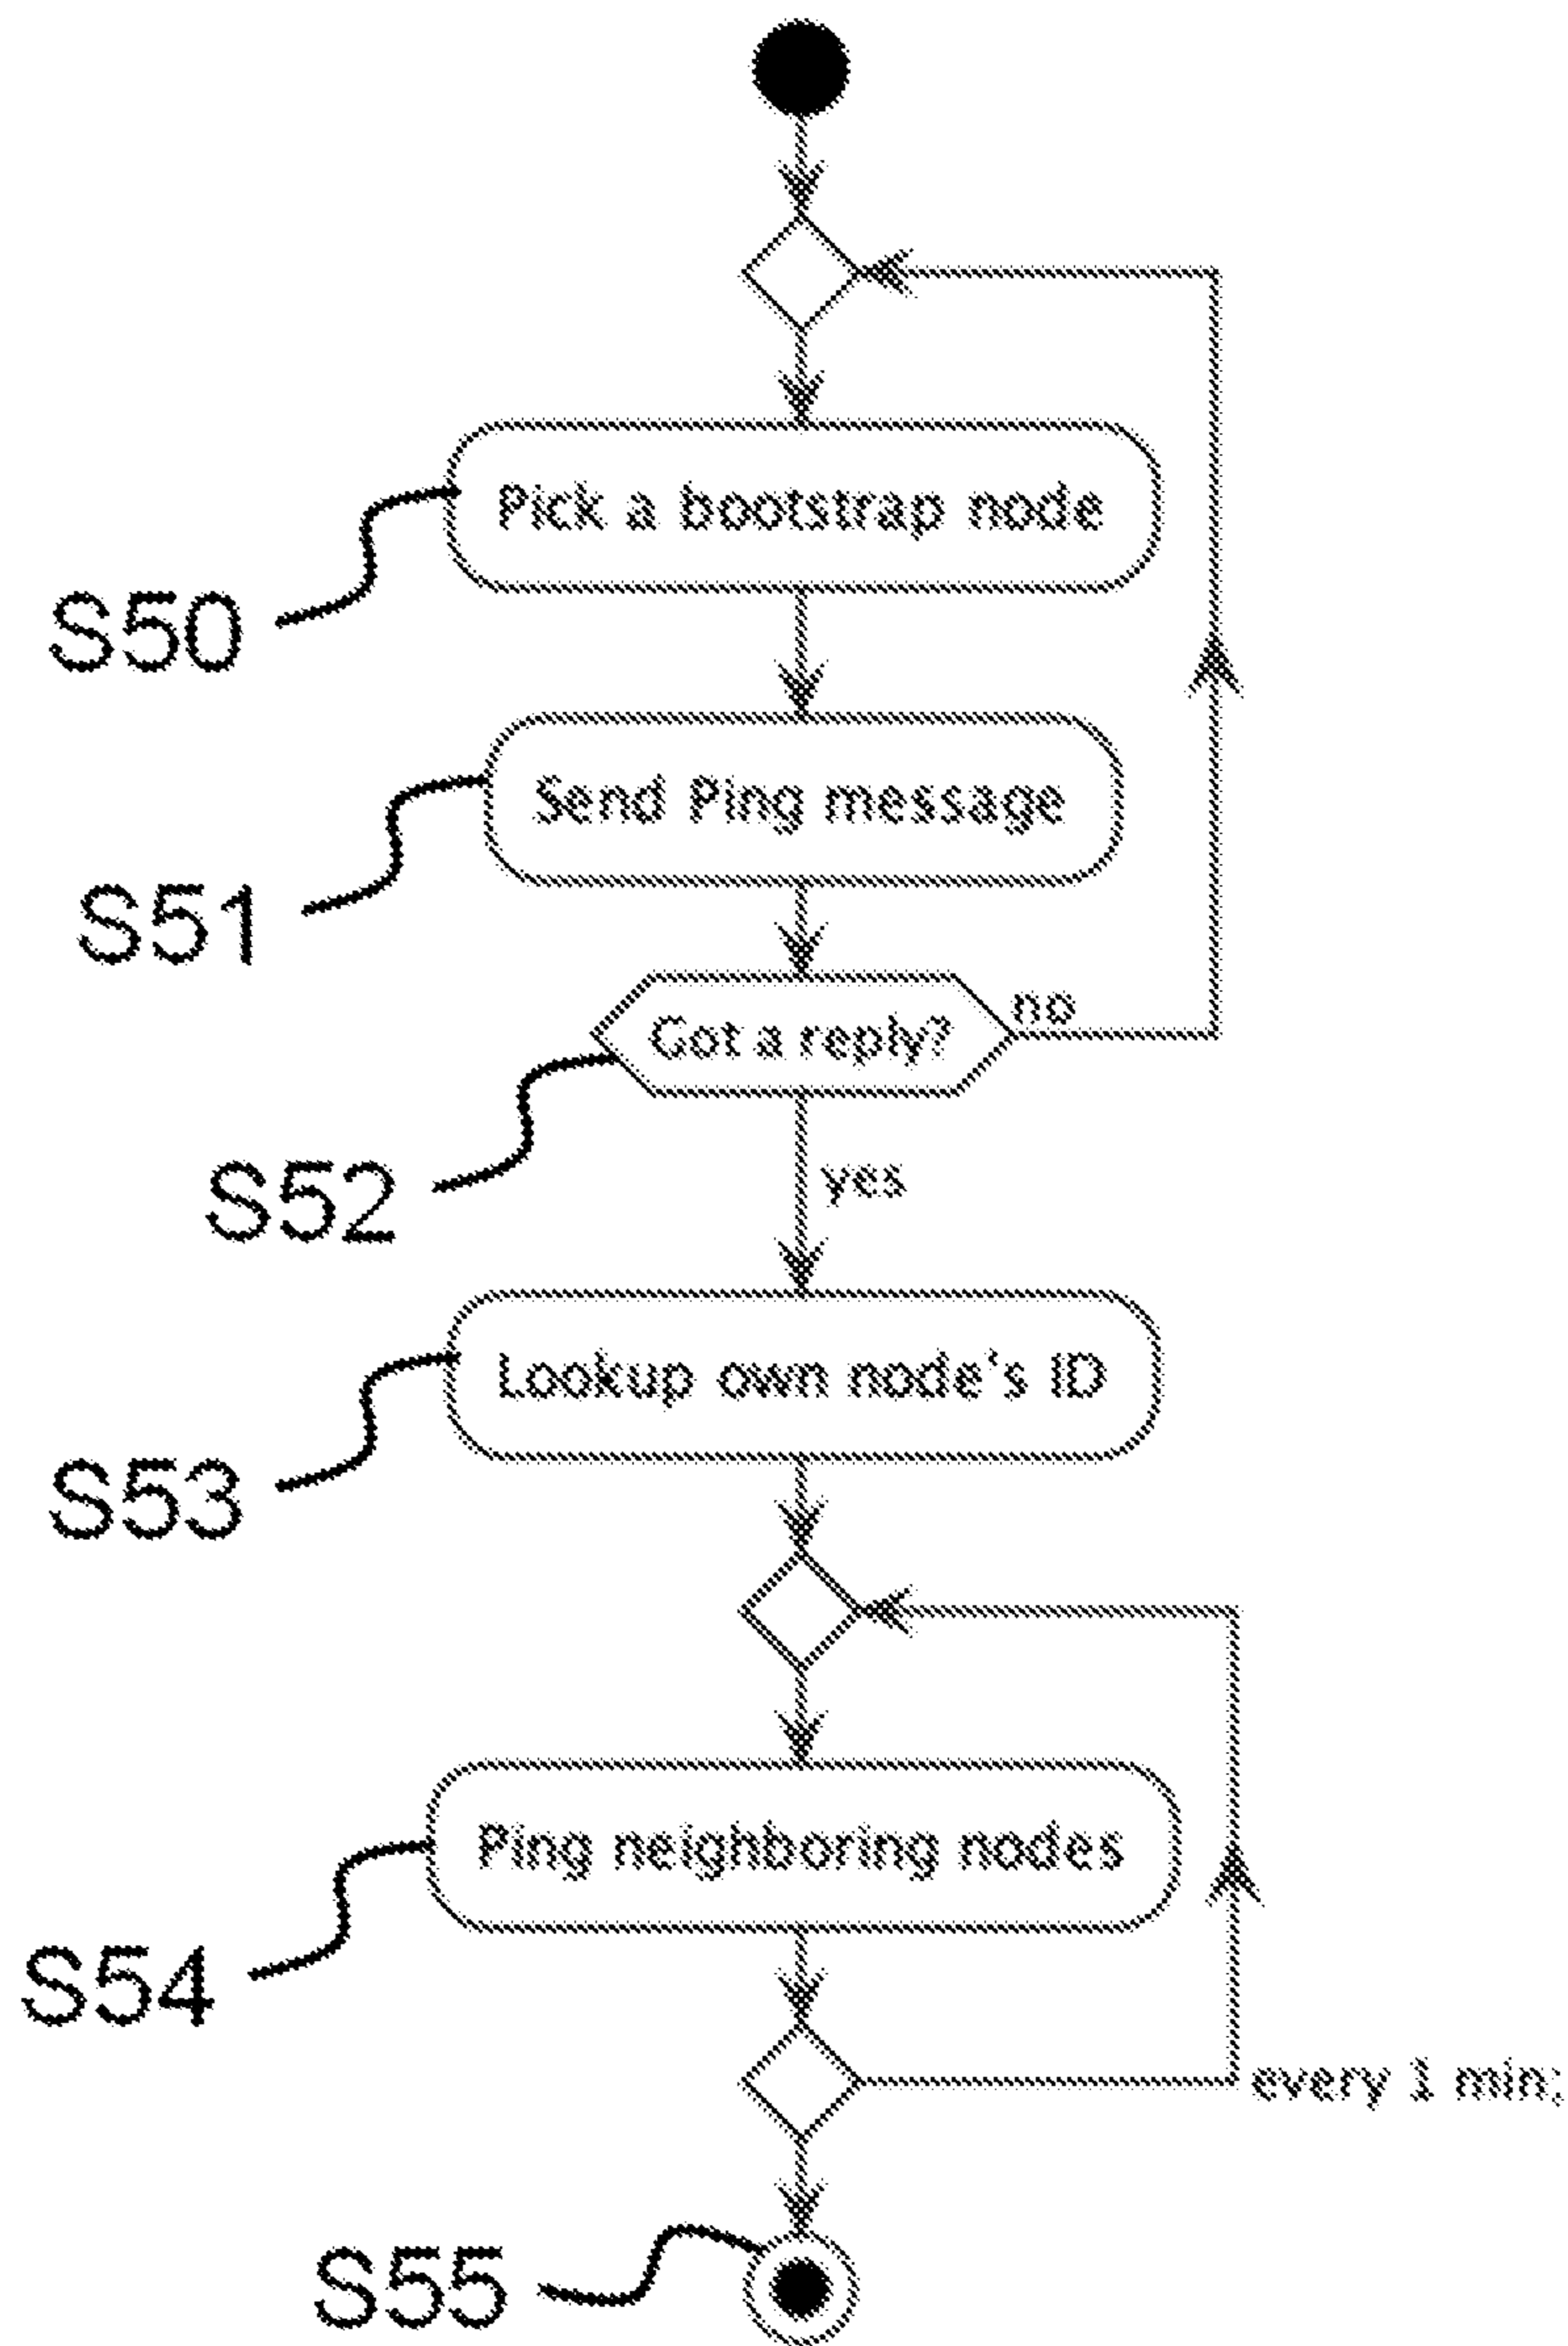 Pick a bootstrap node
S50
Send Ping message
S51
Got a reply?
no
S52
yes
Lookup own node's ID
S53
Ping neighboring nodes
S54
every 1 min;
S55